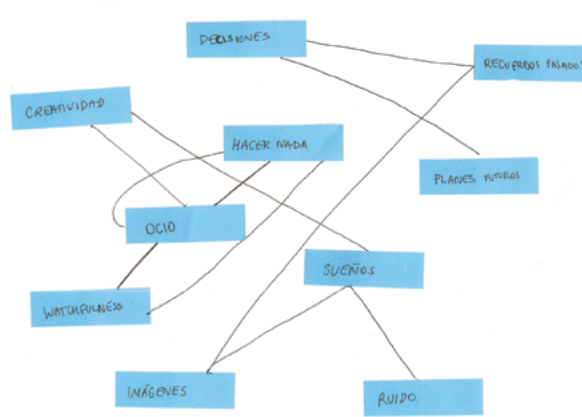 DECISIONES
RECUERDOS PASADOS
CREATIVIDAD
HACER NADA
PLANES FUTUROS
OCIO
SUEÑOS
WATCHFULNESS
IMÁGENES
RUIDO